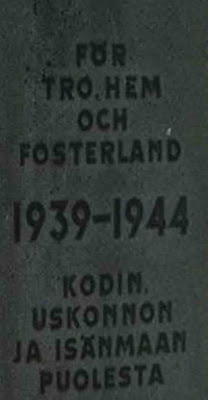 FÖR
TRO, HEM
OCH
FOSTERLAND
1939-1944
KODIN,
USKONNON
JA ISÄNMAAN
PUOLESTA